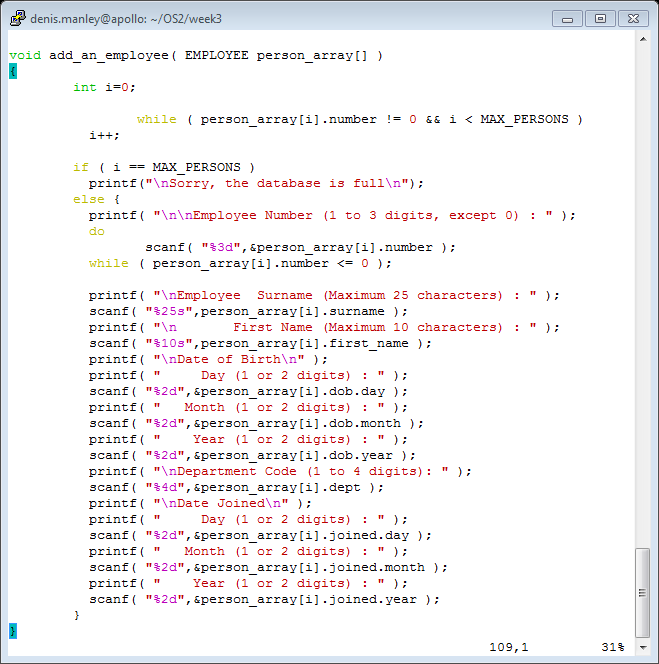 denis.manley@apollo: ~/OS2/week3
void add_an_employee( EMPLOYEE person_array[] )
{
int i=0;
while ( person_array[i].number != 0 && i < MAX_PERSONS )
i++;
if ( i == MAX_PERSONS )
printf("\nSorry, the database is full\n");
else {
printf( "\n\nEmployee Number (1 to 3 digits, except 0) : " );
do
scanf( "%3d",&person_array[i].number );
while ( person_array[i].number <= 0 );
printf( "\nEmployee  Surname (Maximum 25 characters) : " );
scanf( "%25s",person_array[i].surname );
printf( "\n       First Name (Maximum 10 characters) : " );
scanf( "%10s",person_array[i].first_name );
printf( "\nDate of Birth\n" );
printf( "     Day (1 or 2 digits) : " );
scanf( "%2d",&person_array[i].dob.day );
printf( "   Month (1 or 2 digits) : " );
scanf( "%2d",&person_array[i].dob.month );
printf( "    Year (1 or 2 digits) : " );
scanf( "%2d",&person_array[i].dob.year );
printf( "\nDepartment Code (1 to 4 digits): " );
scanf( "%4d",&person_array[i].dept );
printf( "\nDate Joined\n" );
printf( "     Day (1 or 2 digits) : " );
scanf( "%2d",&person_array[i].joined.day );
printf( "   Month (1 or 2 digits) : " );
scanf( "%2d",&person_array[i].joined.month );
printf( "    Year (1 or 2 digits) : " );
scanf( "%2d",&person_array[i].joined.year );
}
}
109,1 31%